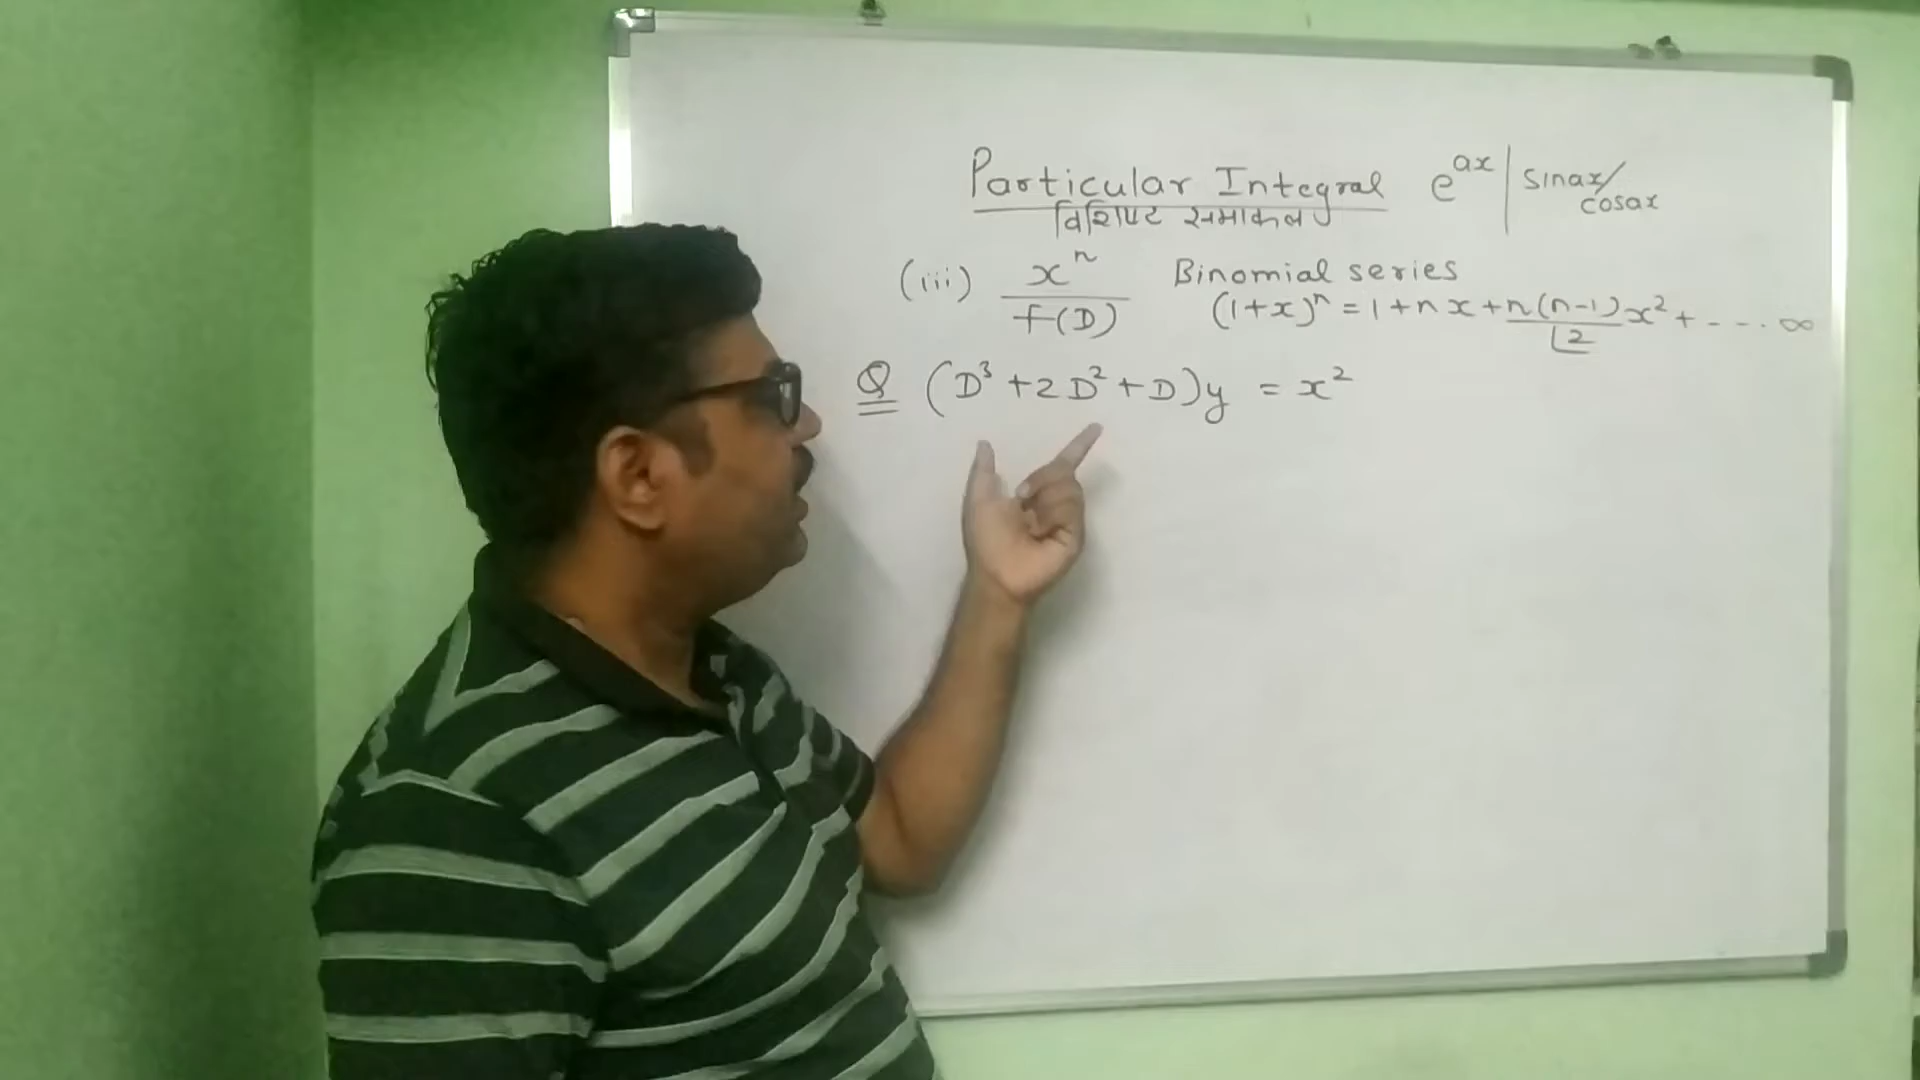 Particular Integral e^ax | sinax/cosax
विशिष्ट समाकल
(iii) x^n / f(D) Binomial series
(1+x)^n = 1 + nx + n(n-1)/⌊2 x² + - - - . ∞
Q (D³ + 2D² + D)y = x²